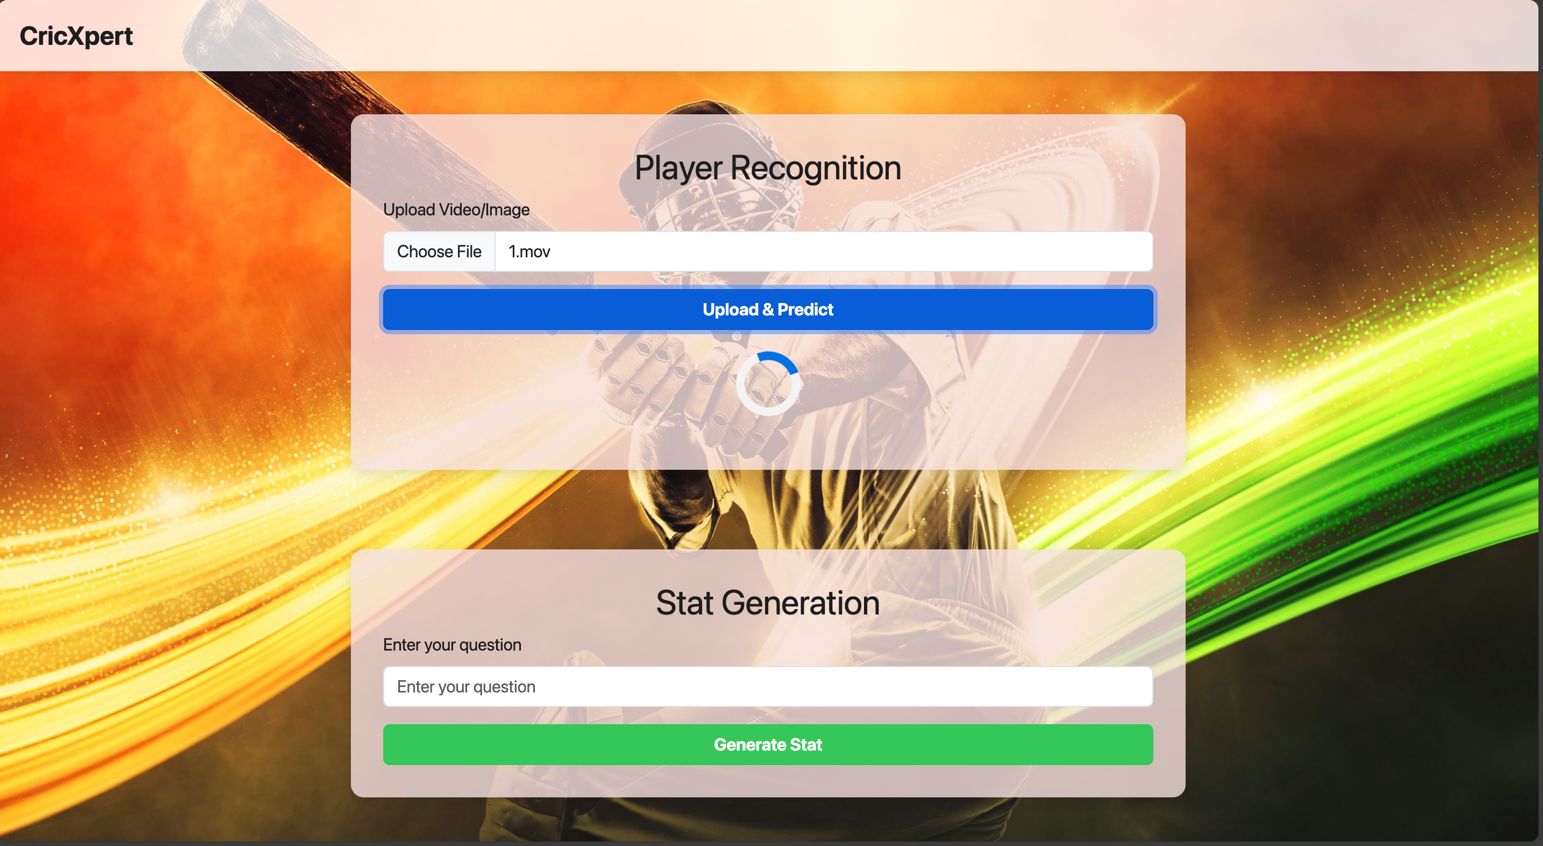 CricXpert
Player Recognition
Upload Video/Image
Choose File 1.mov
Upload & Predict
Stat Generation
Enter your question
Enter your question
Generate Stat